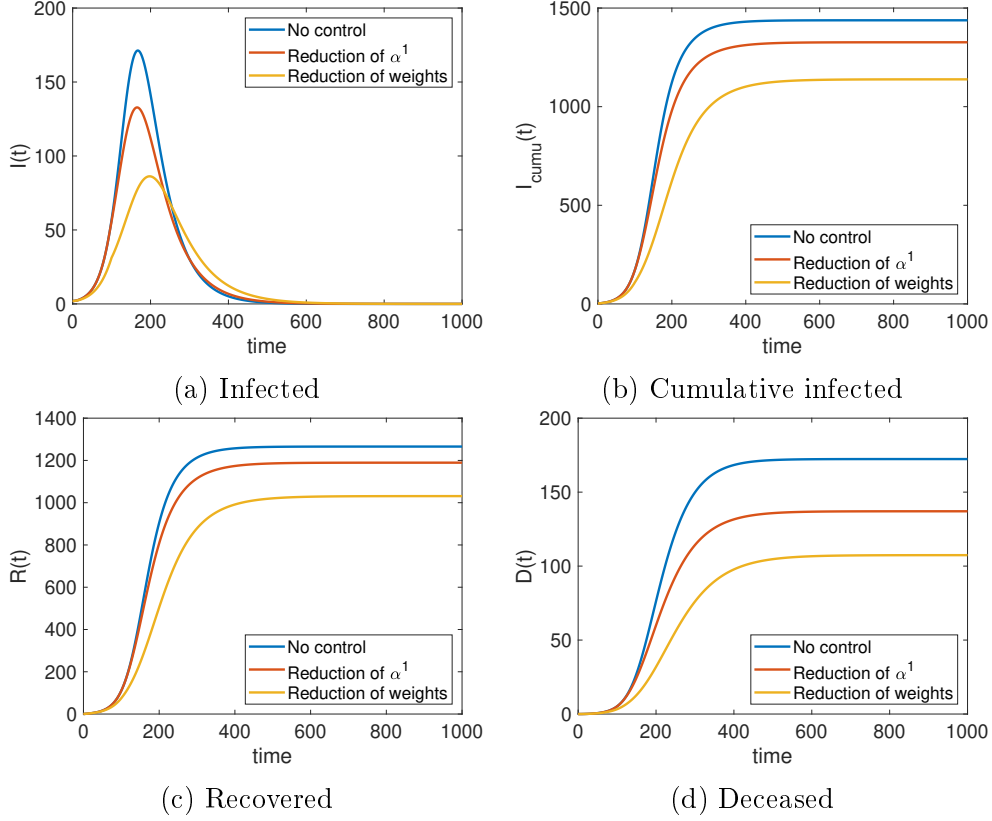 200
150
100
50
0
I(t)
No control
Reduction of α¹
Reduction of weights
0 200 400 600 800 1000
time
(a) Infected
1500
1000
500
0
I_cumu(t)
No control
Reduction of α¹
Reduction of weights
0 200 400 600 800 1000
time
(b) Cumulative infected
1400
1200
1000
800
600
400
200
0
R(t)
No control
Reduction of α¹
Reduction of weights
0 200 400 600 800 1000
time
(c) Recovered
200
150
100
50
0
D(t)
No control
Reduction of α¹
Reduction of weights
0 200 400 600 800 1000
time
(d) Deceased